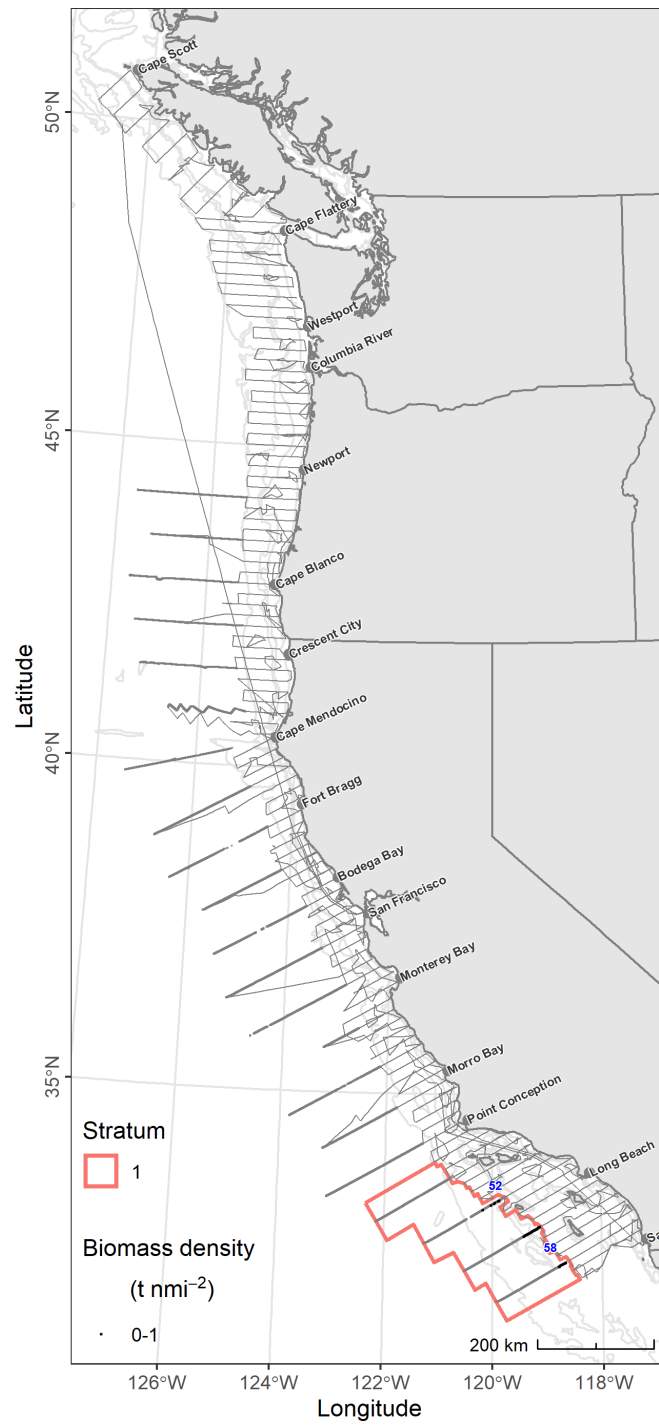 Cape Scott
50°N
Cape Flattery
Westport
Columbia River
45°N
Newport
Cape Blanco
Crescent City
Latitude
Cape Mendocino
40°N
Fort Bragg
Bodega Bay
San Francisco
Monterey Bay
35°N
Morro Bay
Point Conception
Stratum
1
Long Beach
52
Sa
58
Biomass density
(t nmi⁻²)
0-1
200 km
126°W
124°W
122°W
120°W
118°W
Longitude